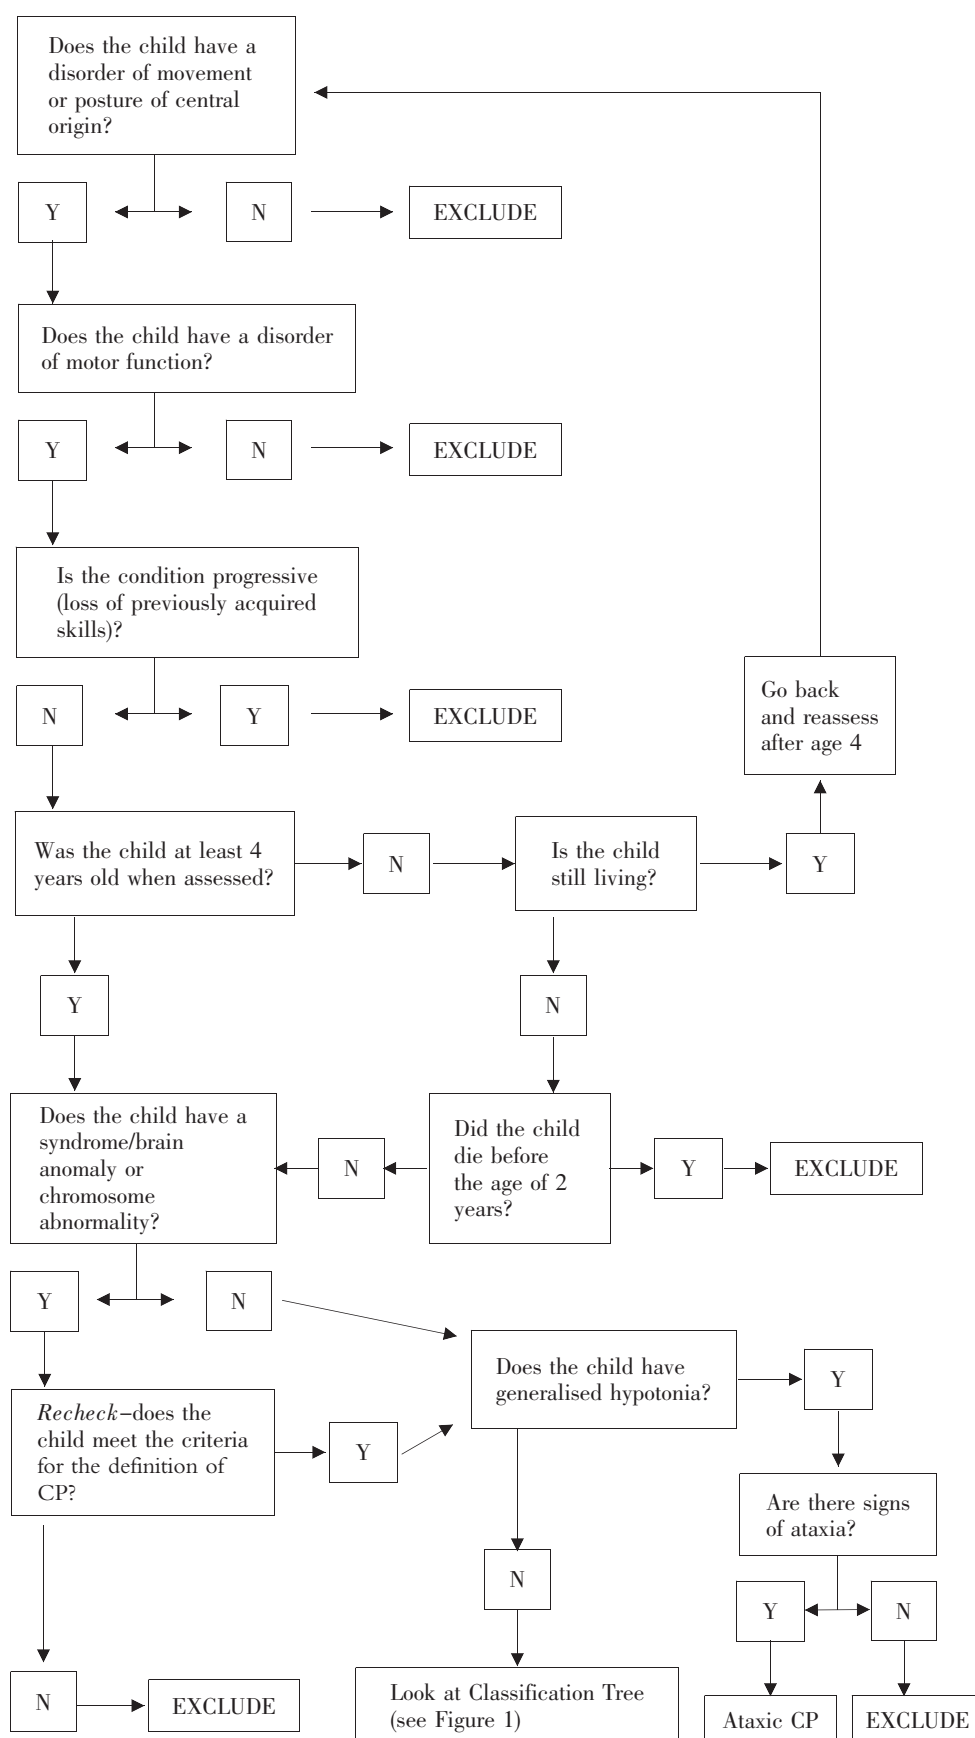 Does the child have a
disorder of movement
or posture of central
origin?
Y
N
EXCLUDE
Does the child have a disorder
of motor function?
Y
N
EXCLUDE
Is the condition progressive
(loss of previously acquired
skills)?
N
Y
EXCLUDE
Go back
and reassess
after age 4
Was the child at least 4
years old when assessed?
N
Is the child
still living?
Y
Y
N
Does the child have a
syndrome/brain
anomaly or
chromosome
abnormality?
N
Did the child
die before
the age of 2
years?
Y
EXCLUDE
Y
N
Does the child have
generalised hypotonia?
Y
Recheck–does the
child meet the criteria
for the definition of
CP?
Y
Are there signs
of ataxia?
N
Y
N
N
EXCLUDE
Look at Classification Tree
(see Figure 1)
Ataxic CP
EXCLUDE